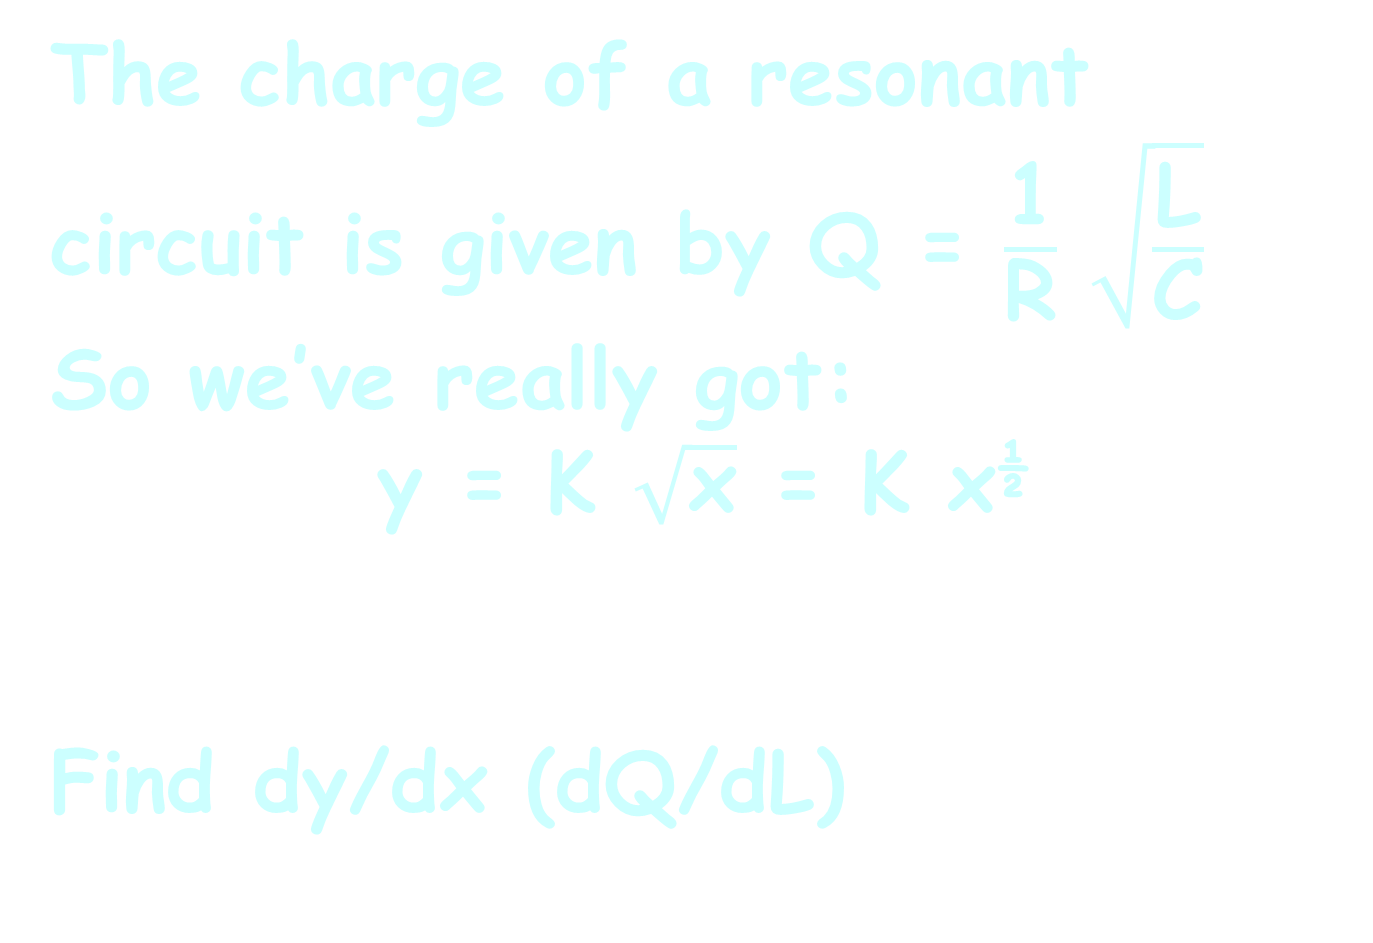 The charge of a resonant
circuit is given by Q = 1/R √(L/C)
So we've really got:
y = K √x = K x^(1/2)
Find dy/dx (dQ/dL)